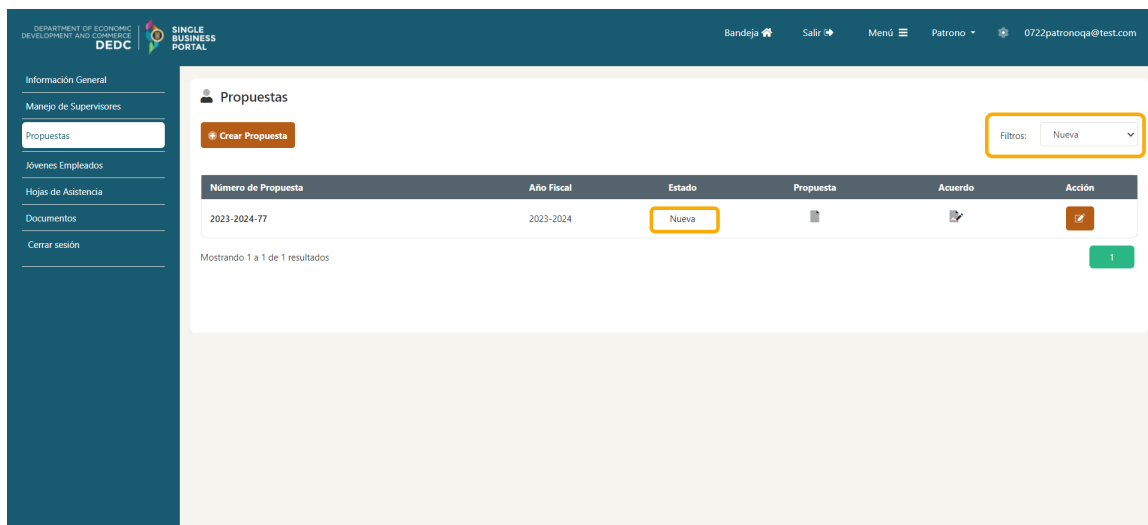 DEPARTMENT OF ECONOMIC
DEVELOPMENT AND COMMERCE
DEDC
SINGLE
BUSINESS
PORTAL
Bandeja Salir Menú Patrono 0722patronoqa@test.com
Información General
Manejo de Supervisores
Propuestas
Jóvenes Empleados
Hojas de Asistencia
Documentos
Cerrar sesión
Propuestas
Crear Propuesta
Filtros: Nueva
Número de Propuesta Año Fiscal Estado Propuesta Acuerdo Acción
2023-2024-77 2023-2024 Nueva
Mostrando 1 a 1 de 1 resultados
1